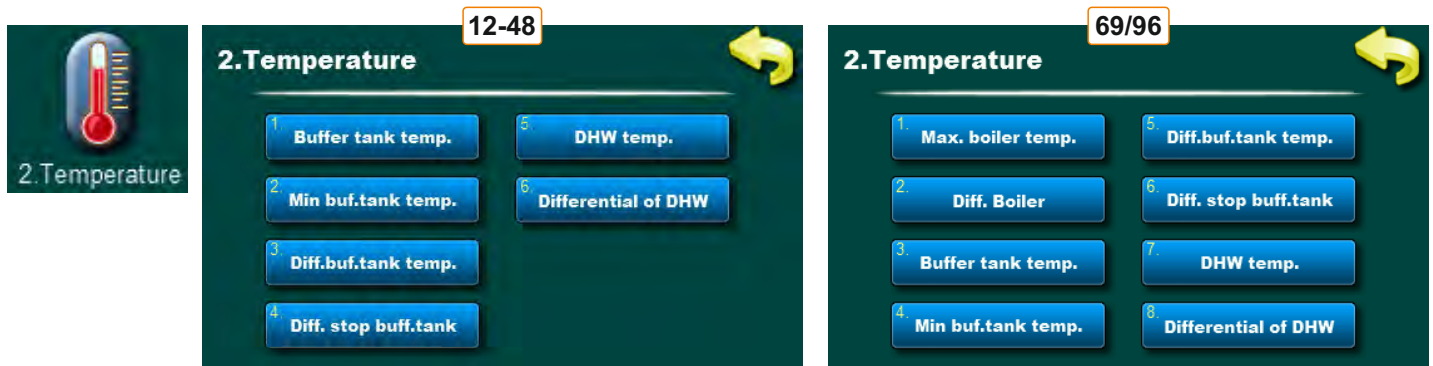 2.Temperature
12-48
2.Temperature
1. Buffer tank temp.
2. Min buf.tank temp.
3. Diff.buf.tank temp.
4. Diff. stop buff.tank
5. DHW temp.
6. Differential of DHW
69/96
2.Temperature
1. Max. boiler temp.
2. Diff. Boiler
3. Buffer tank temp.
4. Min buf.tank temp.
5. Diff.buf.tank temp.
6. Diff. stop buff.tank
7. DHW temp.
8. Differential of DHW